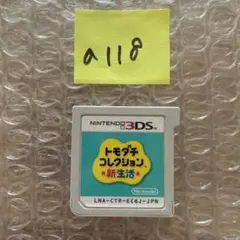 a118
NINTENDO 3DS
トモダチ
コレクション
新生活
Nintendo
LNA-CTR-EC6J-JPN